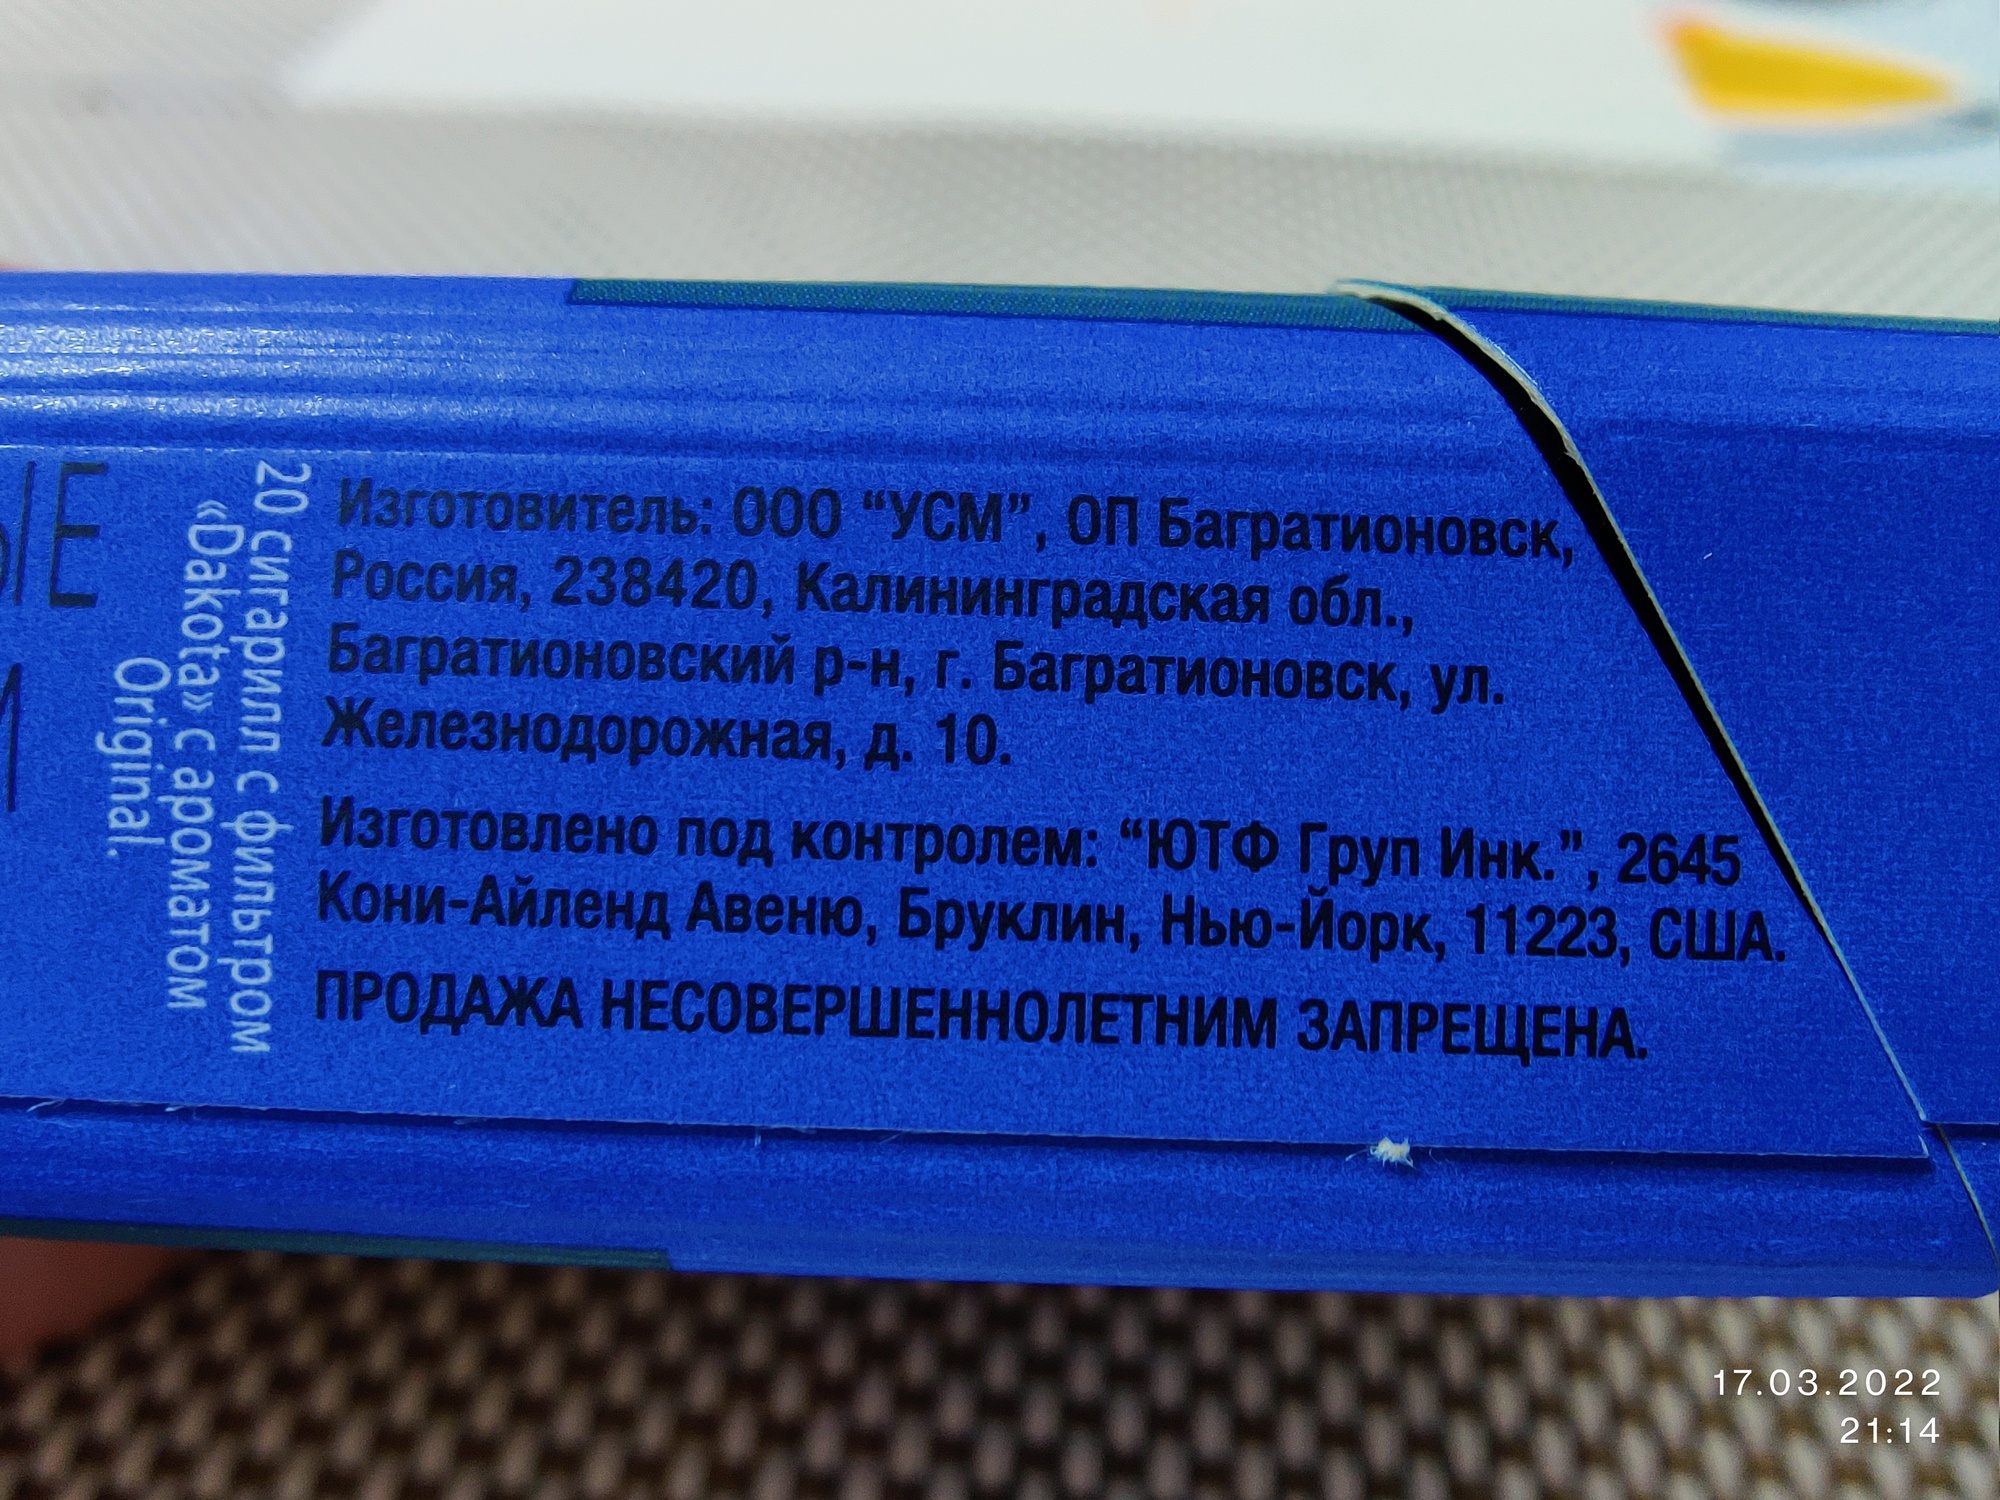 20 сигарилл с фильтром
«Dakota» с ароматом
Original.
Изготовитель: ООО “УСМ”, ОП Багратионовск,
Россия, 238420, Калининградская обл.,
Багратионовский р-н, г. Багратионовск, ул.
Железнодорожная, д. 10.
Изготовлено под контролем: “ЮТФ Груп Инк.”, 2645
Кони-Айленд Авеню, Бруклин, Нью-Йорк, 11223, США.
ПРОДАЖА НЕСОВЕРШЕННОЛЕТНИМ ЗАПРЕЩЕНА.
17.03.2022
21:14